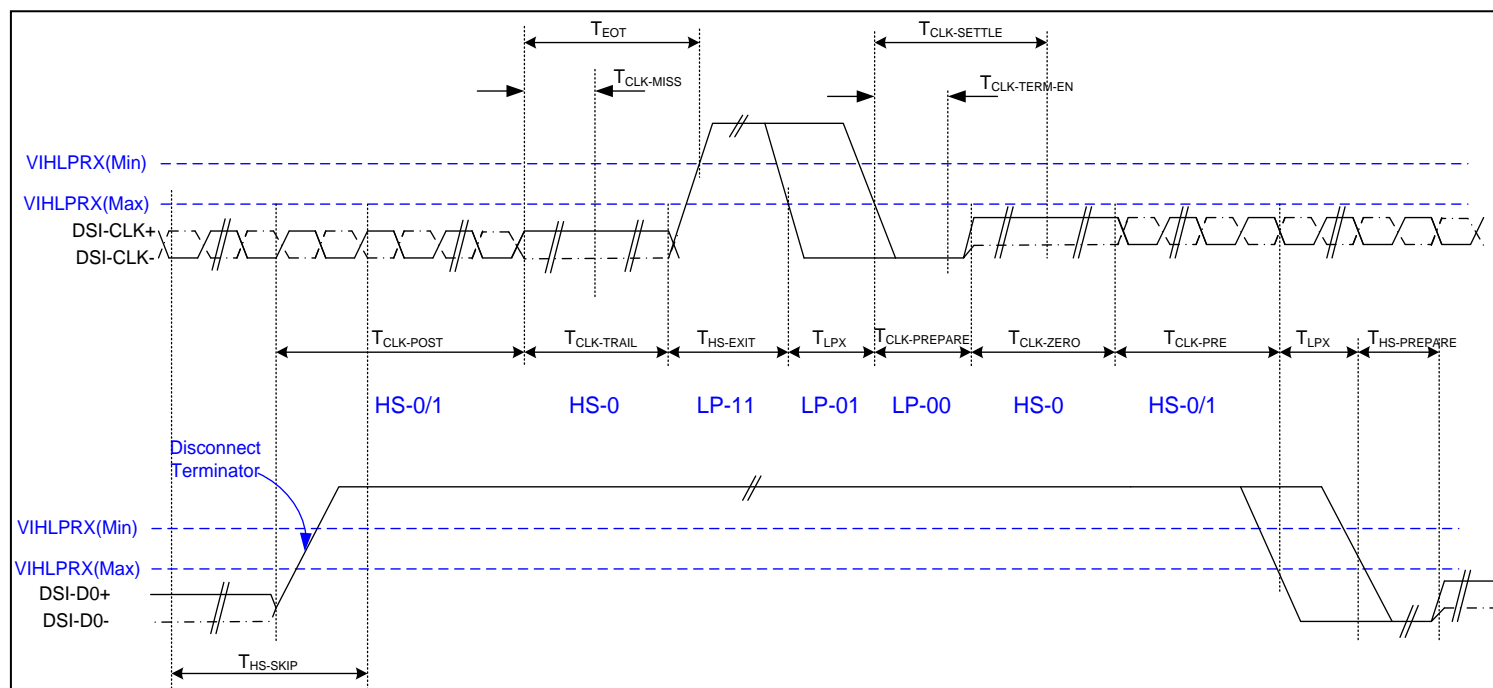 TEOT
TCLK-SETTLE
TCLK-MISS
TCLK-TERM-EN
VIHLPRX(Min)
VIHLPRX(Max)
DSI-CLK+
DSI-CLK-
TCLK-POST
TCLK-TRAIL
THS-EXIT
TLPX
TCLK-PREPARE
TCLK-ZERO
TCLK-PRE
TLPX
THS-PREPARE
HS-0/1
HS-0
LP-11
LP-01
LP-00
HS-0
HS-0/1
Disconnect
Terminator
VIHLPRX(Min)
VIHLPRX(Max)
DSI-D0+
DSI-D0-
THS-SKIP